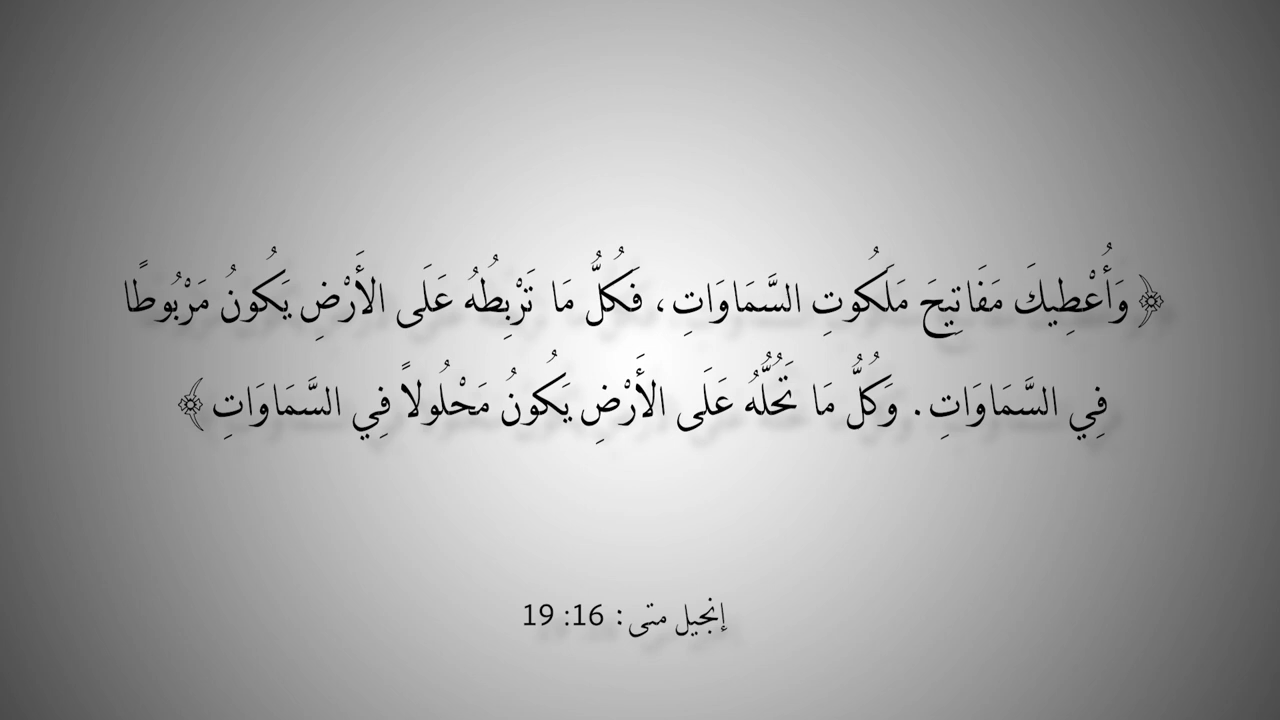 ﴿ وَأُعْطِيكَ مَفَاتِيحَ مَلَكُوتِ السَّمَاوَاتِ، فَكُلُّ مَا تَرْبِطُهُ عَلَى الأَرْضِ يَكُونُ مَرْبُوطًا
فِي السَّمَاوَاتِ. وَكُلُّ مَا تَحُلُّهُ عَلَى الأَرْضِ يَكُونُ مَحْلُولاً فِي السَّمَاوَاتِ ﴾
إنجيل متى: 16: 19